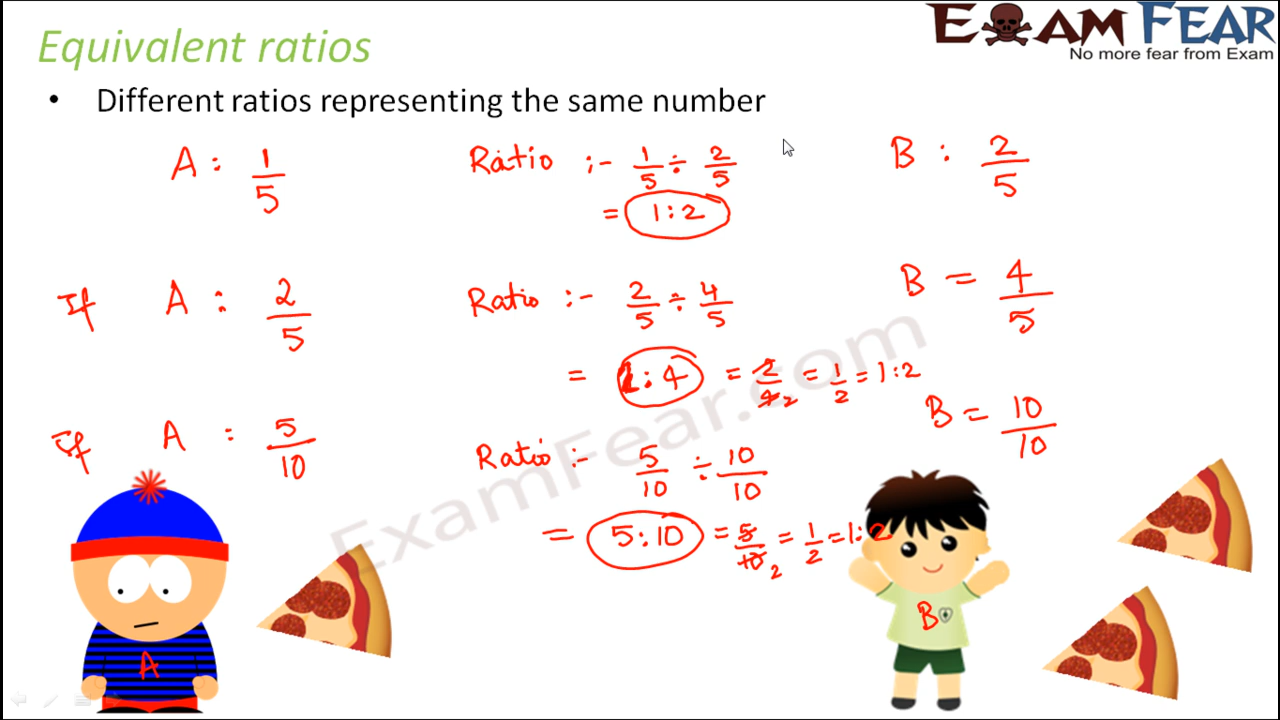 Equivalent ratios
EXAM FEAR
No more fear from Exam
• Different ratios representing the same number
A : 1/5
Ratio :- 1/5 ÷ 2/5
= 1:2
B : 2/5
If A : 2/5
Ratio :- 2/5 ÷ 4/5
= 2:4 = 2/4 2 = 1/2 = 1:2
B = 4/5
If A : 5/10
Ratio :- 5/10 ÷ 10/10
= 5:10 = 5/10 2 = 1/2 = 1:2
B = 10/10
ExamFear.com
A
B